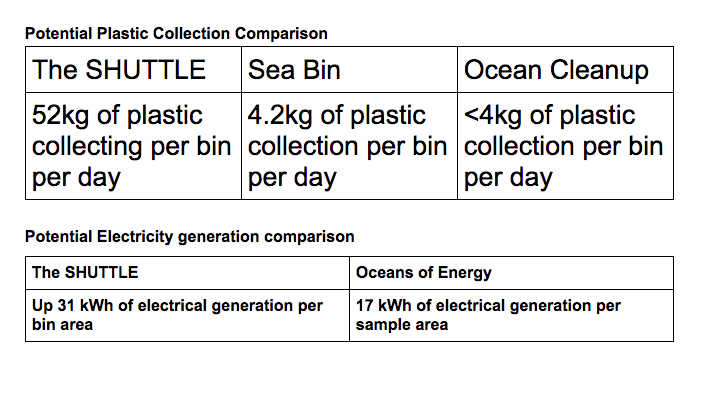 Potential Plastic Collection Comparison
The SHUTTLE
Sea Bin
Ocean Cleanup
52kg of plastic
collecting per bin
per day
4.2kg of plastic
collection per bin
per day
<4kg of plastic
collection per bin
per day
Potential Electricity generation comparison
The SHUTTLE
Oceans of Energy
Up 31 kWh of electrical generation per
bin area
17 kWh of electrical generation per
sample area